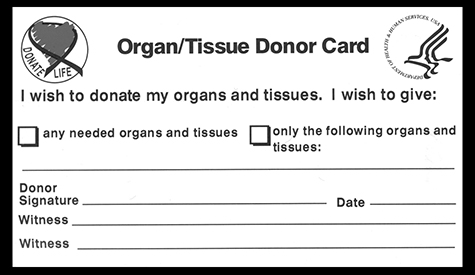 Organ/Tissue Donor Card
DONATE LIFE
DEPARTMENT OF HEALTH & HUMAN SERVICES, USA
I wish to donate my organs and tissues. I wish to give:
any needed organs and tissues
only the following organs and
tissues:
Donor
Signature
Date
Witness
Witness